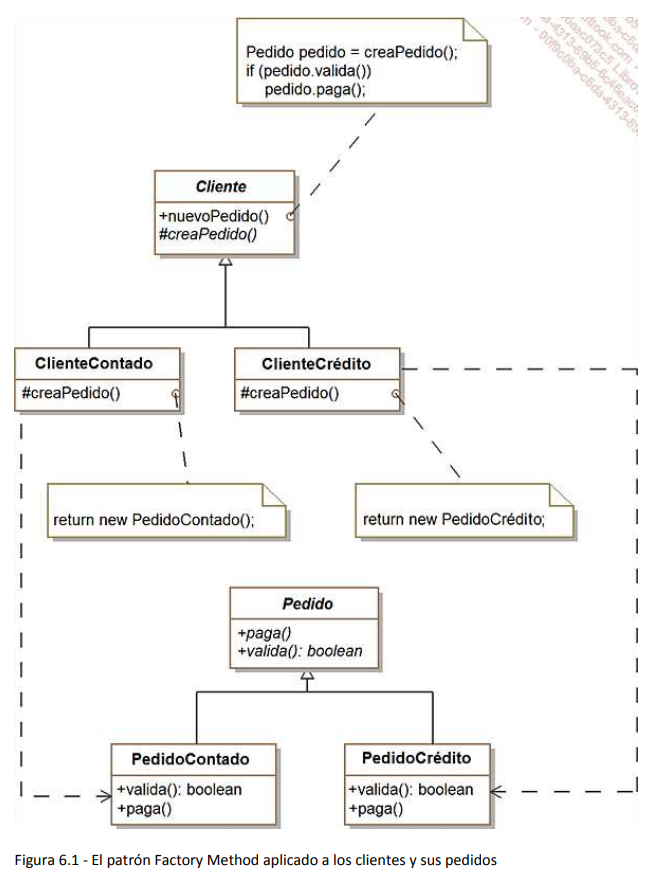 Pedido pedido = creaPedido();
if (pedido.valida())
pedido.paga();
Cliente
+nuevoPedido()
#creaPedido()
ClienteContado
#creaPedido()
ClienteCrédito
#creaPedido()
return new PedidoContado();
return new PedidoCrédito;
Pedido
+paga()
+valida(): boolean
PedidoContado
+valida(): boolean
+paga()
PedidoCrédito
+valida(): boolean
+paga()
Figura 6.1 - El patrón Factory Method aplicado a los clientes y sus pedidos